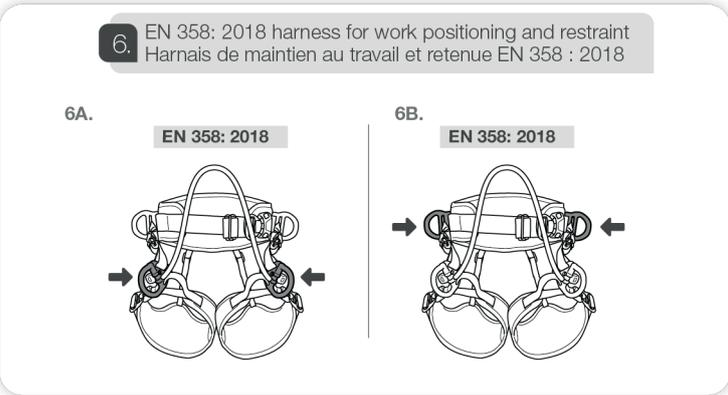 6.
EN 358: 2018 harness for work positioning and restraint
Harnais de maintien au travail et retenue EN 358 : 2018
6A.
EN 358: 2018
6B.
EN 358: 2018